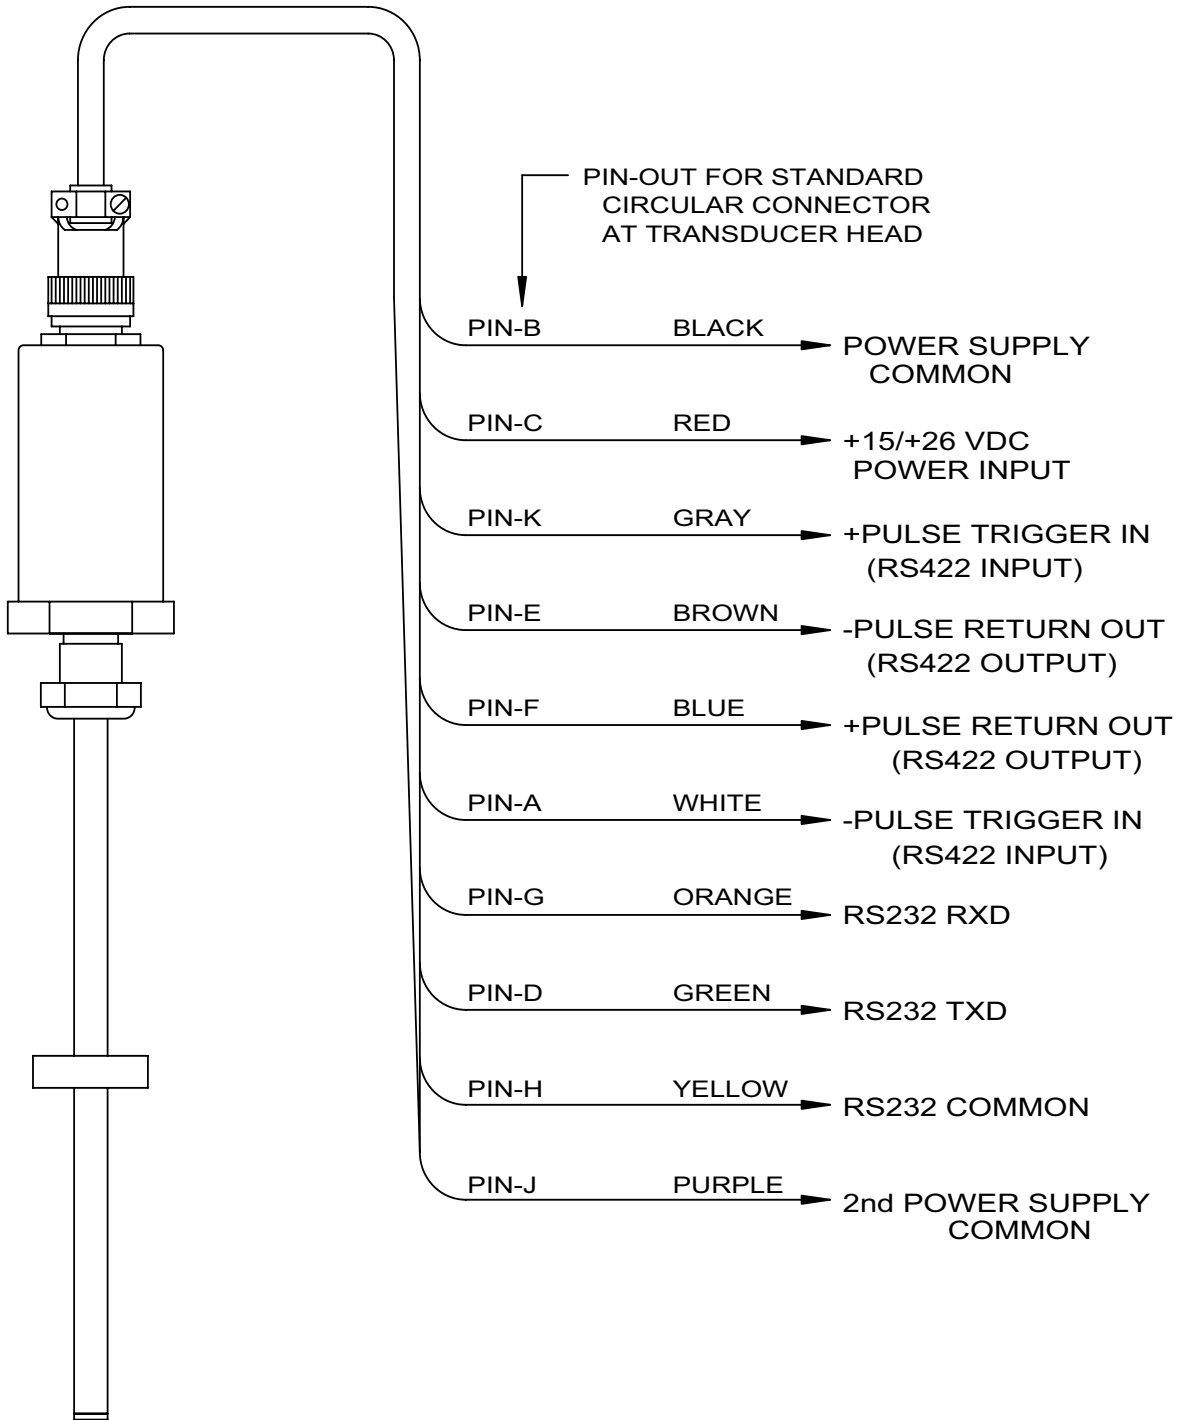 PIN-OUT FOR STANDARD
CIRCULAR CONNECTOR
AT TRANSDUCER HEAD
PIN-B BLACK POWER SUPPLY
COMMON
PIN-C RED +15/+26 VDC
POWER INPUT
PIN-K GRAY +PULSE TRIGGER IN
(RS422 INPUT)
PIN-E BROWN -PULSE RETURN OUT
(RS422 OUTPUT)
PIN-F BLUE +PULSE RETURN OUT
(RS422 OUTPUT)
PIN-A WHITE -PULSE TRIGGER IN
(RS422 INPUT)
PIN-G ORANGE RS232 RXD
PIN-D GREEN RS232 TXD
PIN-H YELLOW RS232 COMMON
PIN-J PURPLE 2nd POWER SUPPLY
COMMON